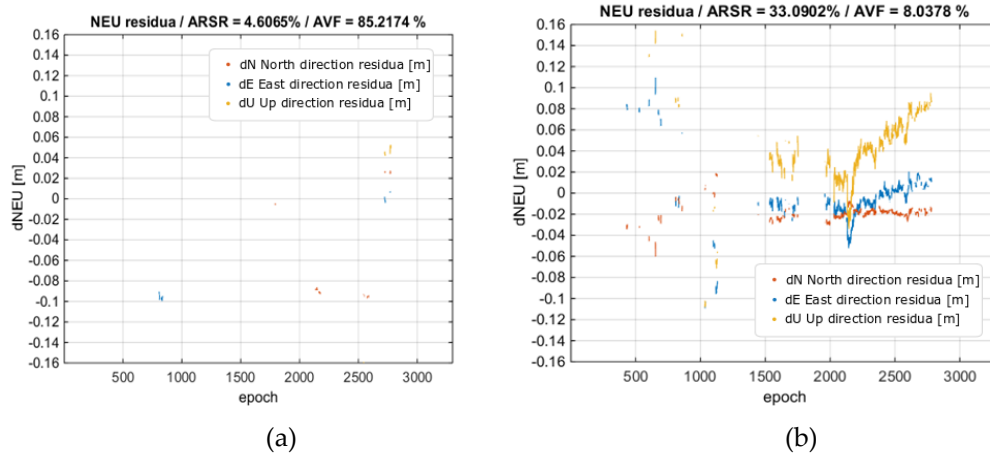 NEU residua / ARSR = 4.6065% / AVF = 85.2174 %
0.16
0.14
0.12
0.1
0.08
0.06
0.04
0.02
0
-0.02
-0.04
-0.06
-0.08
-0.1
-0.12
-0.14
-0.16
dNEU [m]
dN North direction residua [m]
dE East direction residua [m]
dU Up direction residua [m]
500 1000 1500 2000 2500 3000
epoch
(a)
NEU residua / ARSR = 33.0902% / AVF = 8.0378 %
0.16
0.14
0.12
0.1
0.08
0.06
0.04
0.02
0
-0.02
-0.04
-0.06
-0.08
-0.1
-0.12
-0.14
-0.16
dNEU [m]
dN North direction residua [m]
dE East direction residua [m]
dU Up direction residua [m]
500 1000 1500 2000 2500 3000
epoch
(b)